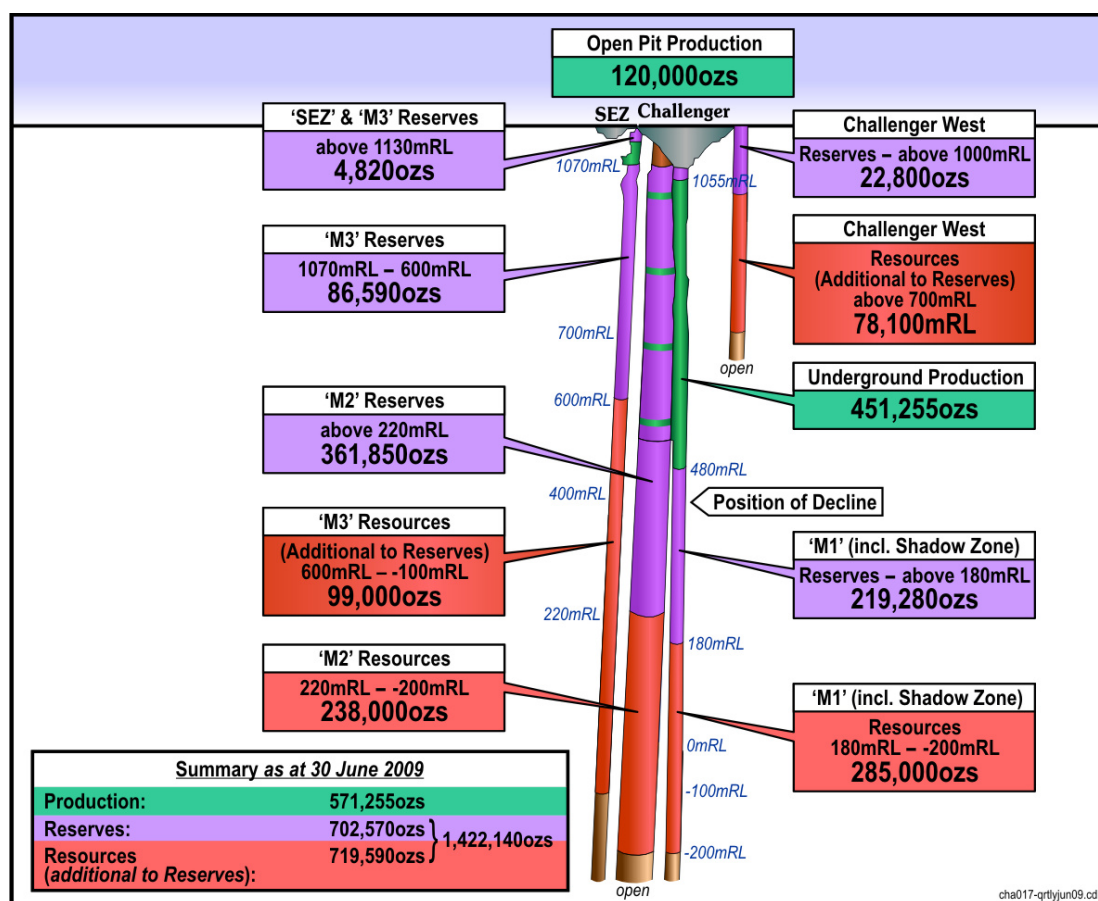 Open Pit Production
120,000ozs
SEZ Challenger
'SEZ' & 'M3' Reserves
above 1130mRL
4,820ozs
1070mRL
1055mRL
Challenger West
Reserves – above 1000mRL
22,800ozs
'M3' Reserves
1070mRL – 600mRL
86,590ozs
Challenger West
Resources
(Additional to Reserves)
above 700mRL
78,100mRL
700mRL
open
Underground Production
451,255ozs
'M2' Reserves
above 220mRL
361,850ozs
600mRL
480mRL
400mRL
Position of Decline
'M3' Resources
(Additional to Reserves)
600mRL – -100mRL
99,000ozs
'M1' (incl. Shadow Zone)
Reserves – above 180mRL
219,280ozs
220mRL
180mRL
'M2' Resources
220mRL – -200mRL
238,000ozs
'M1' (incl. Shadow Zone)
Resources
180mRL – -200mRL
285,000ozs
0mRL
-100mRL
-200mRL
open
Summary as at 30 June 2009
Production: 571,255ozs
Reserves: 702,570ozs
1,422,140ozs
Resources 719,590ozs
(additional to Reserves):
cha017-qrtlyjun09.cd